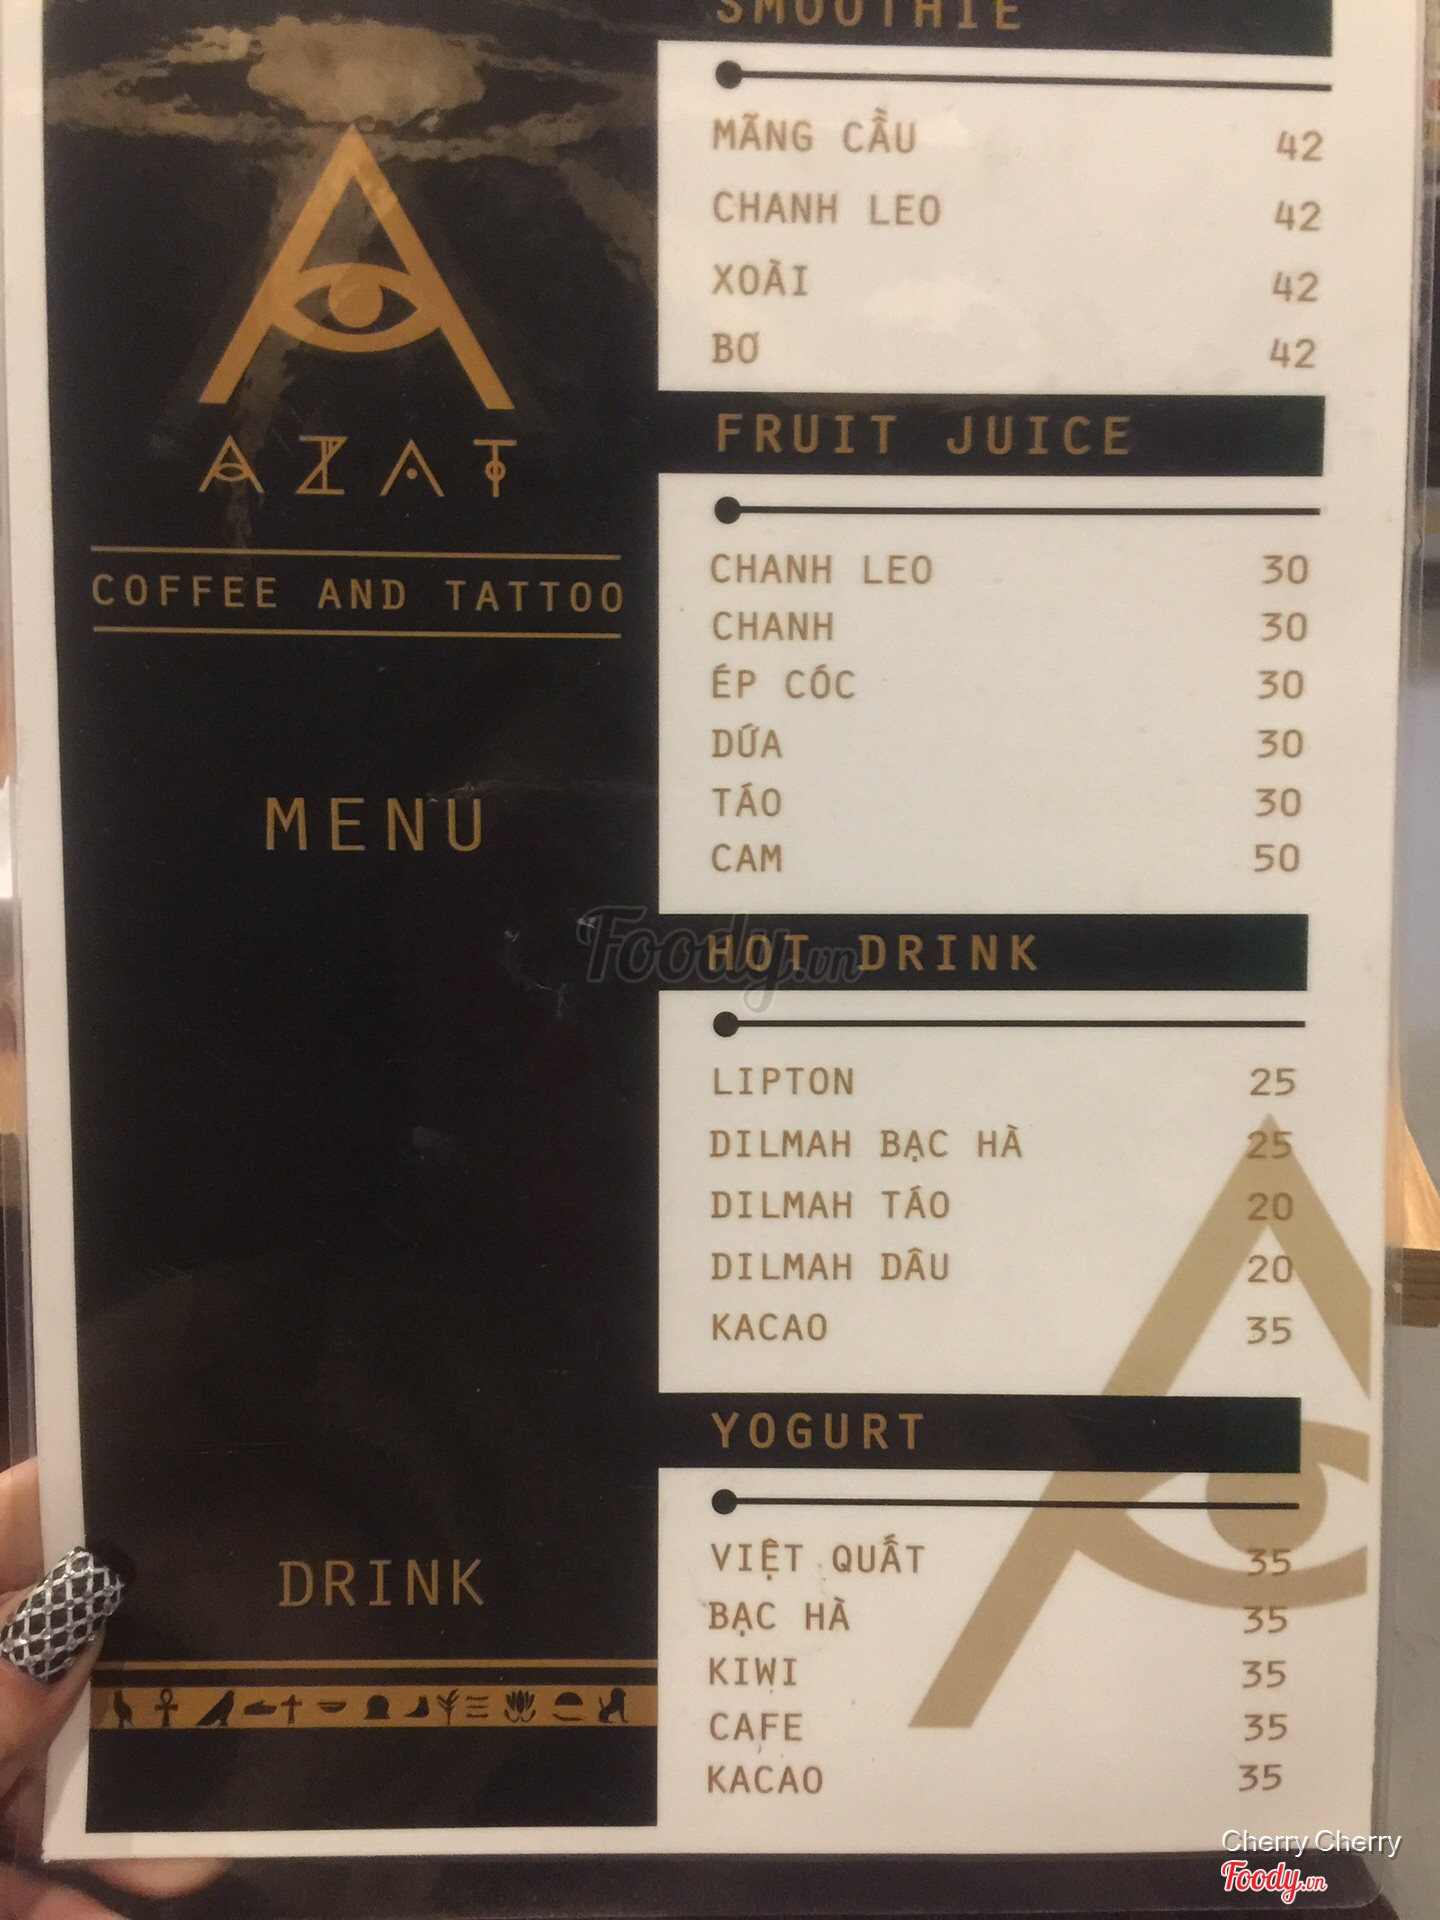 AZAT
COFFEE AND TATTOO
MENU
DRINK
SMOOTHIE
MÃNG CẦU 42
CHANH LEO 42
XOÀI 42
BƠ 42
FRUIT JUICE
CHANH LEO 30
CHANH 30
ÉP CÓC 30
DỨA 30
TÁO 30
CAM 50
HOT DRINK
LIPTON 25
DILMAH BẠC HÀ 25
DILMAH TÁO 20
DILMAH DÂU 20
KACAO 35
YOGURT
VIỆT QUẤT 35
BẠC HÀ 35
KIWI 35
CAFE 35
KACAO 35
Foody.vn
Cherry Cherry
Foody.vn